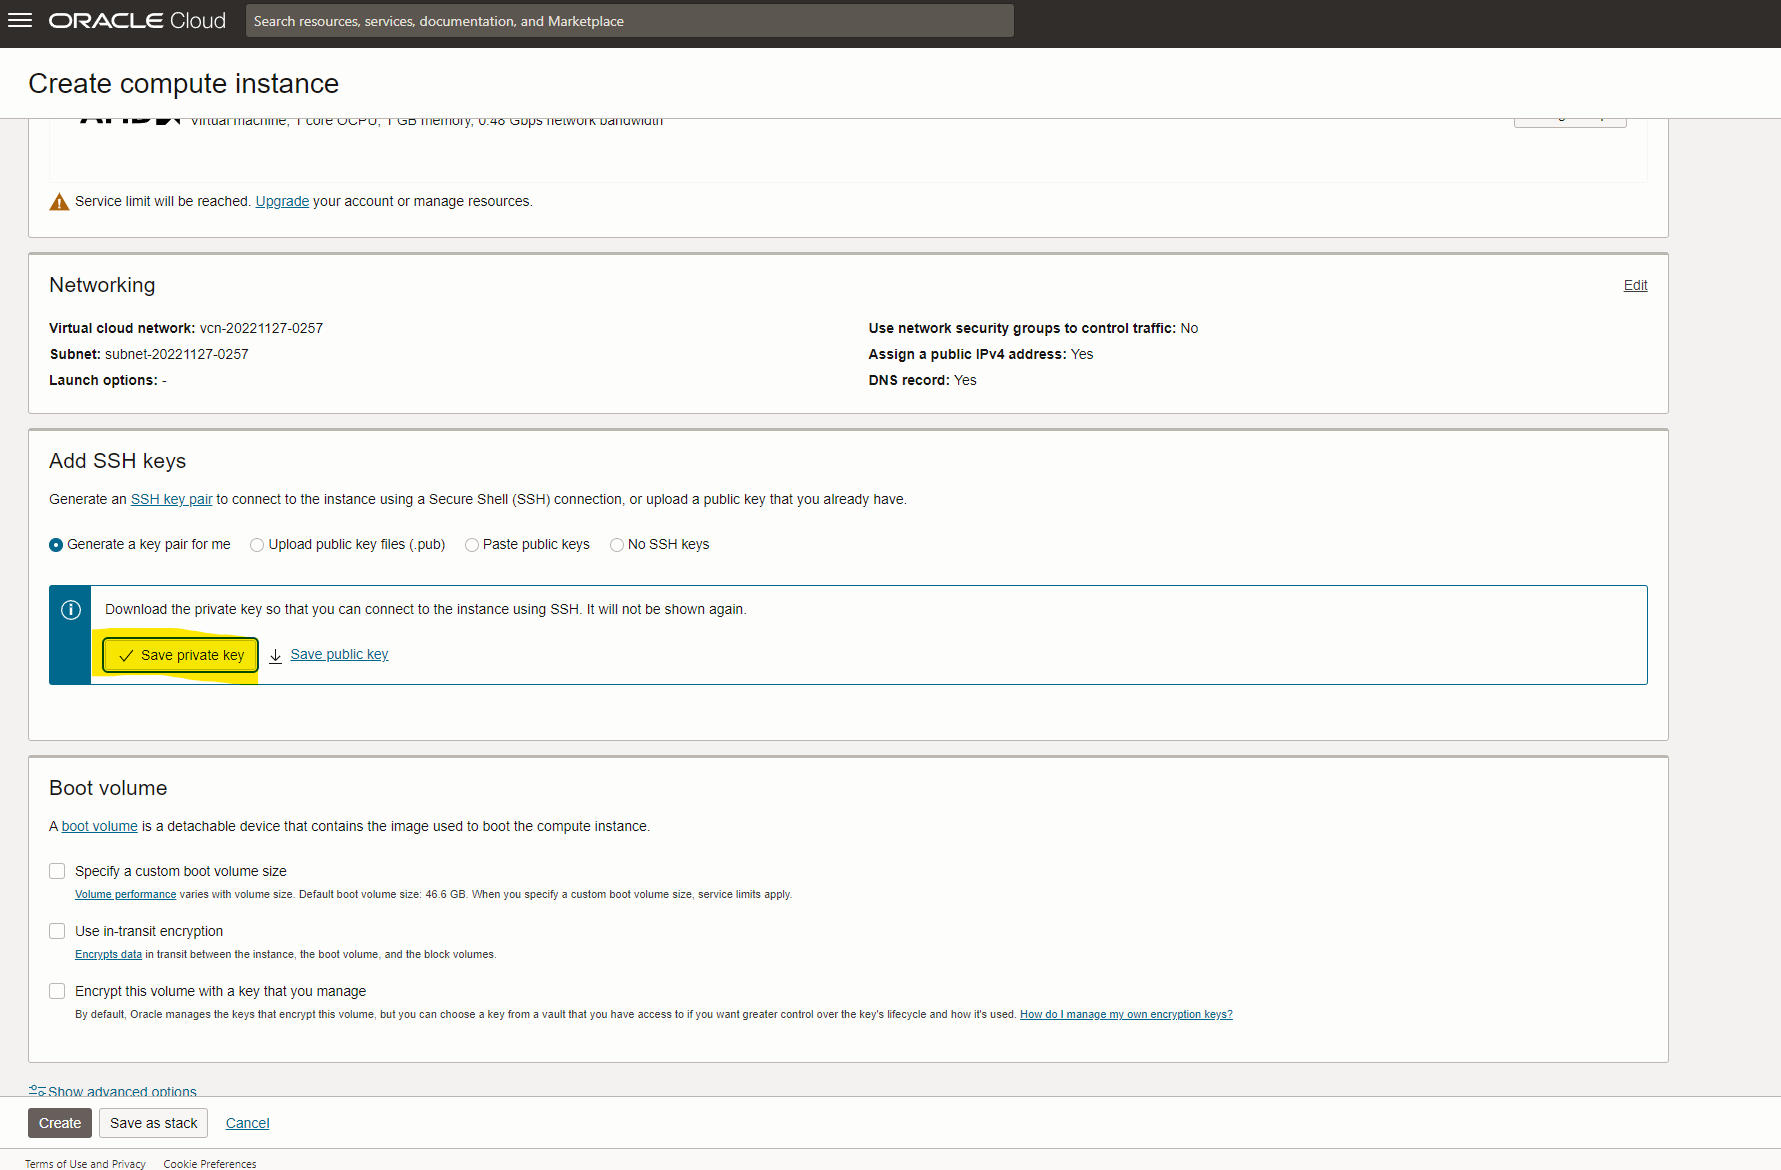 ORACLE Cloud
Search resources, services, documentation, and Marketplace
Create compute instance
Virtual machine, 1 core OCPU, 1 GB memory, 0.48 Gbps network bandwidth
Service limit will be reached. Upgrade your account or manage resources.
Networking
Edit
Virtual cloud network: vcn-20221127-0257
Subnet: subnet-20221127-0257
Launch options: -
Use network security groups to control traffic: No
Assign a public IPv4 address: Yes
DNS record: Yes
Add SSH keys
Generate an SSH key pair to connect to the instance using a Secure Shell (SSH) connection, or upload a public key that you already have.
Generate a key pair for me Upload public key files (.pub) Paste public keys No SSH keys
Download the private key so that you can connect to the instance using SSH. It will not be shown again.
Save private key Save public key
Boot volume
A boot volume is a detachable device that contains the image used to boot the compute instance.
Specify a custom boot volume size
Volume performance varies with volume size. Default boot volume size: 46.6 GB. When you specify a custom boot volume size, service limits apply.
Use in-transit encryption
Encrypts data in transit between the instance, the boot volume, and the block volumes.
Encrypt this volume with a key that you manage
By default, Oracle manages the keys that encrypt this volume, but you can choose a key from a vault that you have access to if you want greater control over the key's lifecycle and how it's used. How do I manage my own encryption keys?
Show advanced options
Create Save as stack Cancel
Terms of Use and Privacy Cookie Preferences